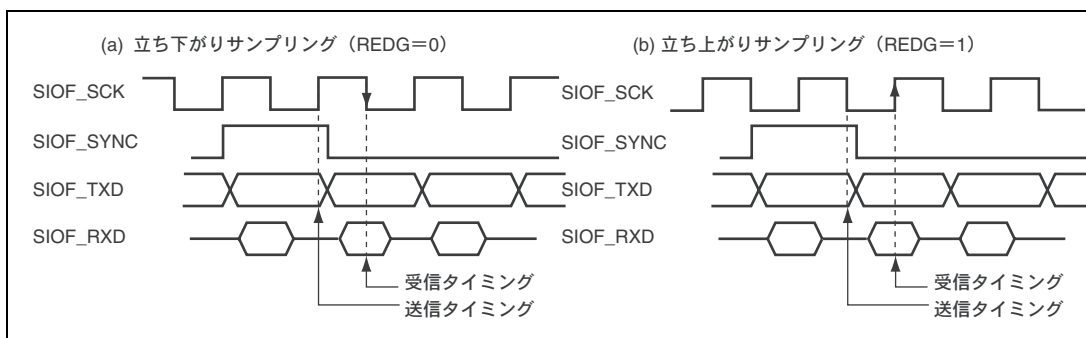 (a) 立ち下がりサンプリング（REDG＝0）
SIOF_SCK
SIOF_SYNC
SIOF_TXD
SIOF_RXD
受信タイミング
送信タイミング
(b) 立ち上がりサンプリング（REDG＝1）
SIOF_SCK
SIOF_SYNC
SIOF_TXD
SIOF_RXD
受信タイミング
送信タイミング